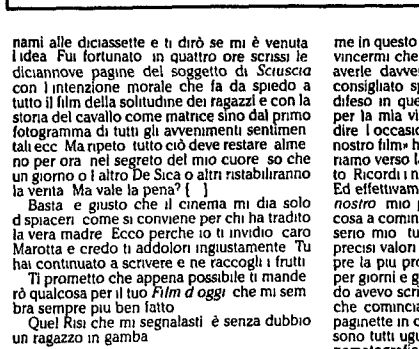 nami alle diciassette e ti dirò se mi è venuta
l idea Fui fortunato in quattro ore scrissi le
diciannove pagine del soggetto di Sciuscia
con l intenzione morale che fa da spiedo a
tutto il film della solitudine dei ragazzi e con la
storia del cavallo come matrice sino dal primo
fotogramma di tutti gli avvenimenti sentimen
tali ecc Ma ripeto tutto ciò deve restare alme
no per ora nel segreto del mio cuore so che
un giorno o l altro De Sica o altri ristabiliranno
la verita Ma vale la pena? [ ]
Basta e giusto che il cinema mi dia solo
d spiaceri come si conviene per chi ha tradito
la vera madre Ecco perche io ti invidio caro
Marotta e credo ti addolori ingiustamente Tu
hai continuato a scrivere e ne raccogli i frutti
Ti prometto che appena possibile ti mande
rò qualcosa per il tuo Film d oggi che mi sem
bra sempre piu ben fatto
Quel Risi che mi segnalasti è senza dubbio
un ragazzo in gamba
me in questo
vincermi che
averle davve
consigliato s
difeso in que
per la mia vi
dire l occasi
nostro film» h
riamo verso l
to Ricordi i n
Ed effettivam
nostro mio p
cosa a comin
serio mio tu
precisi valori
pre la piu pro
per giorni e g
do avevo scri
che comincia
paginette in c
sono tutti ugu